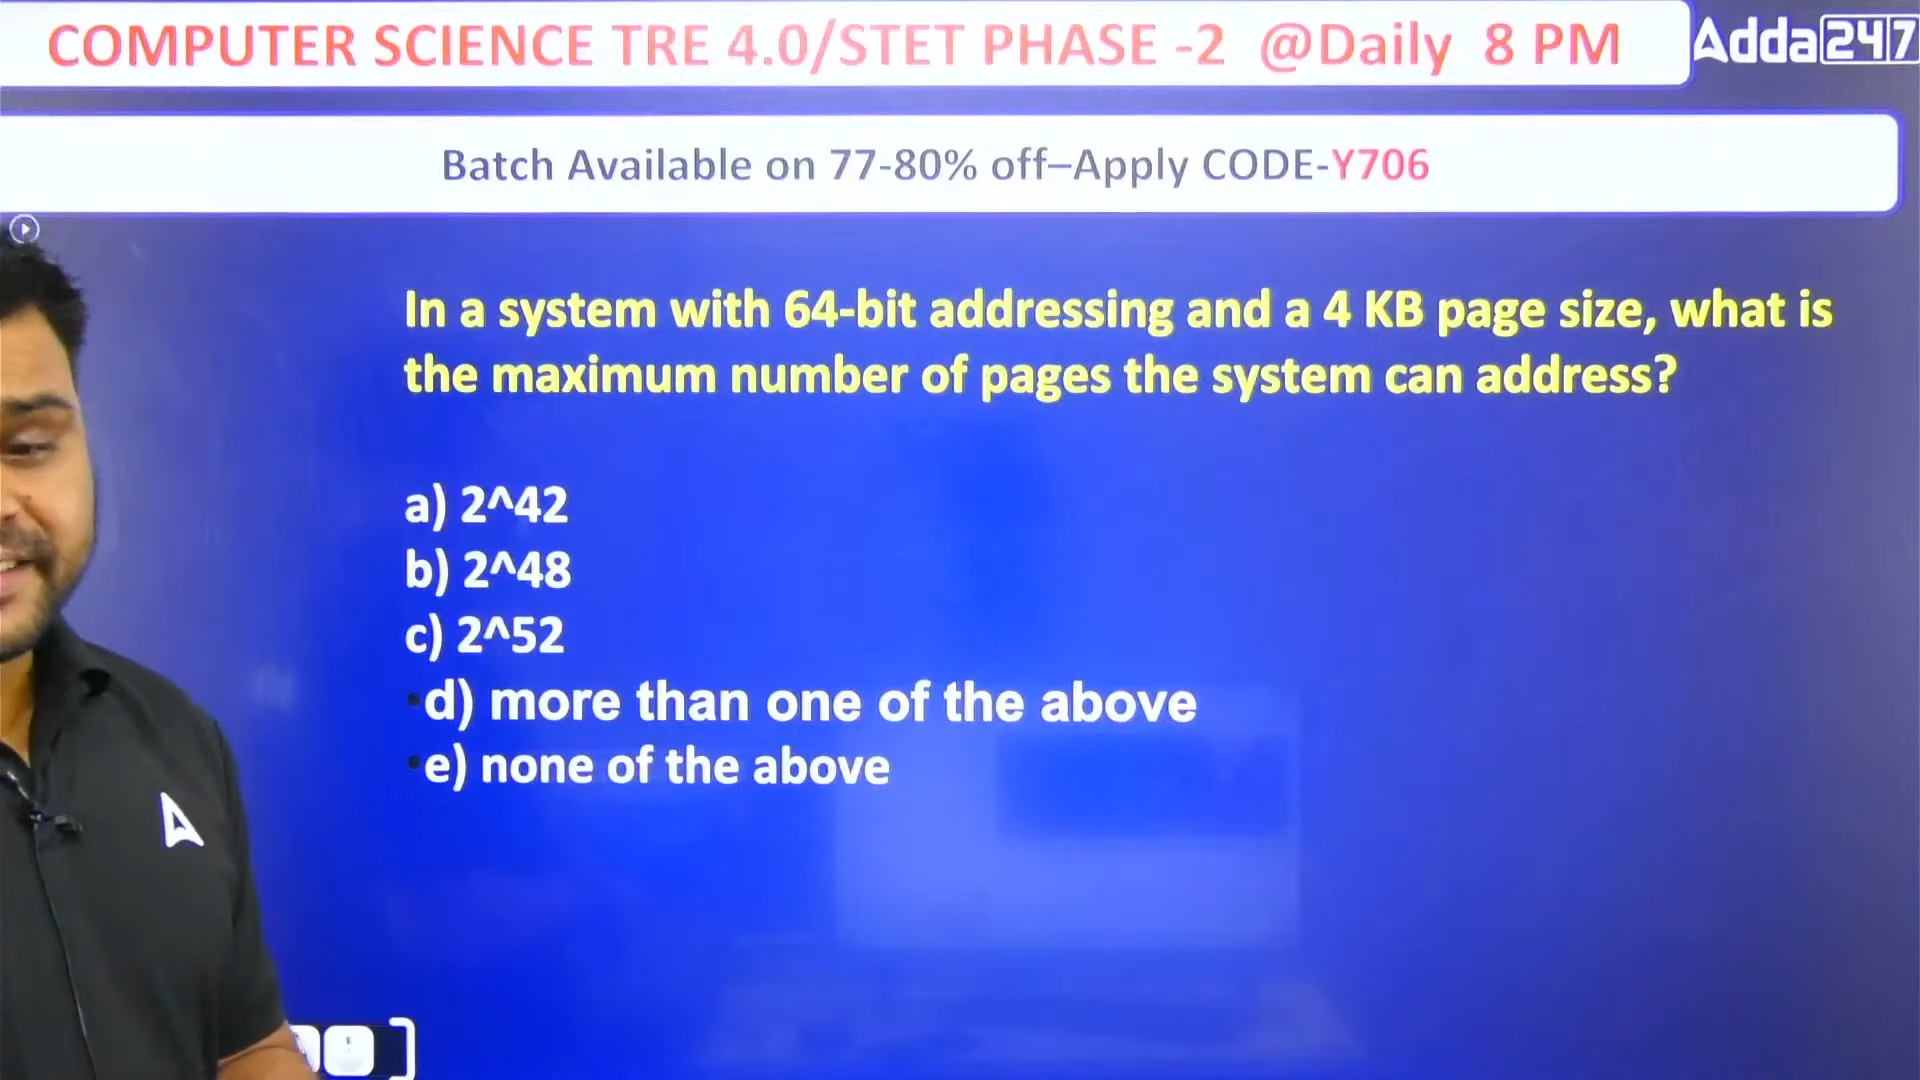 COMPUTER SCIENCE TRE 4.0/STET PHASE -2 @Daily 8 PM
Adda247
Batch Available on 77-80% off–Apply CODE-Y706
In a system with 64-bit addressing and a 4 KB page size, what is
the maximum number of pages the system can address?
a) 2^42
b) 2^48
c) 2^52
d) more than one of the above
e) none of the above